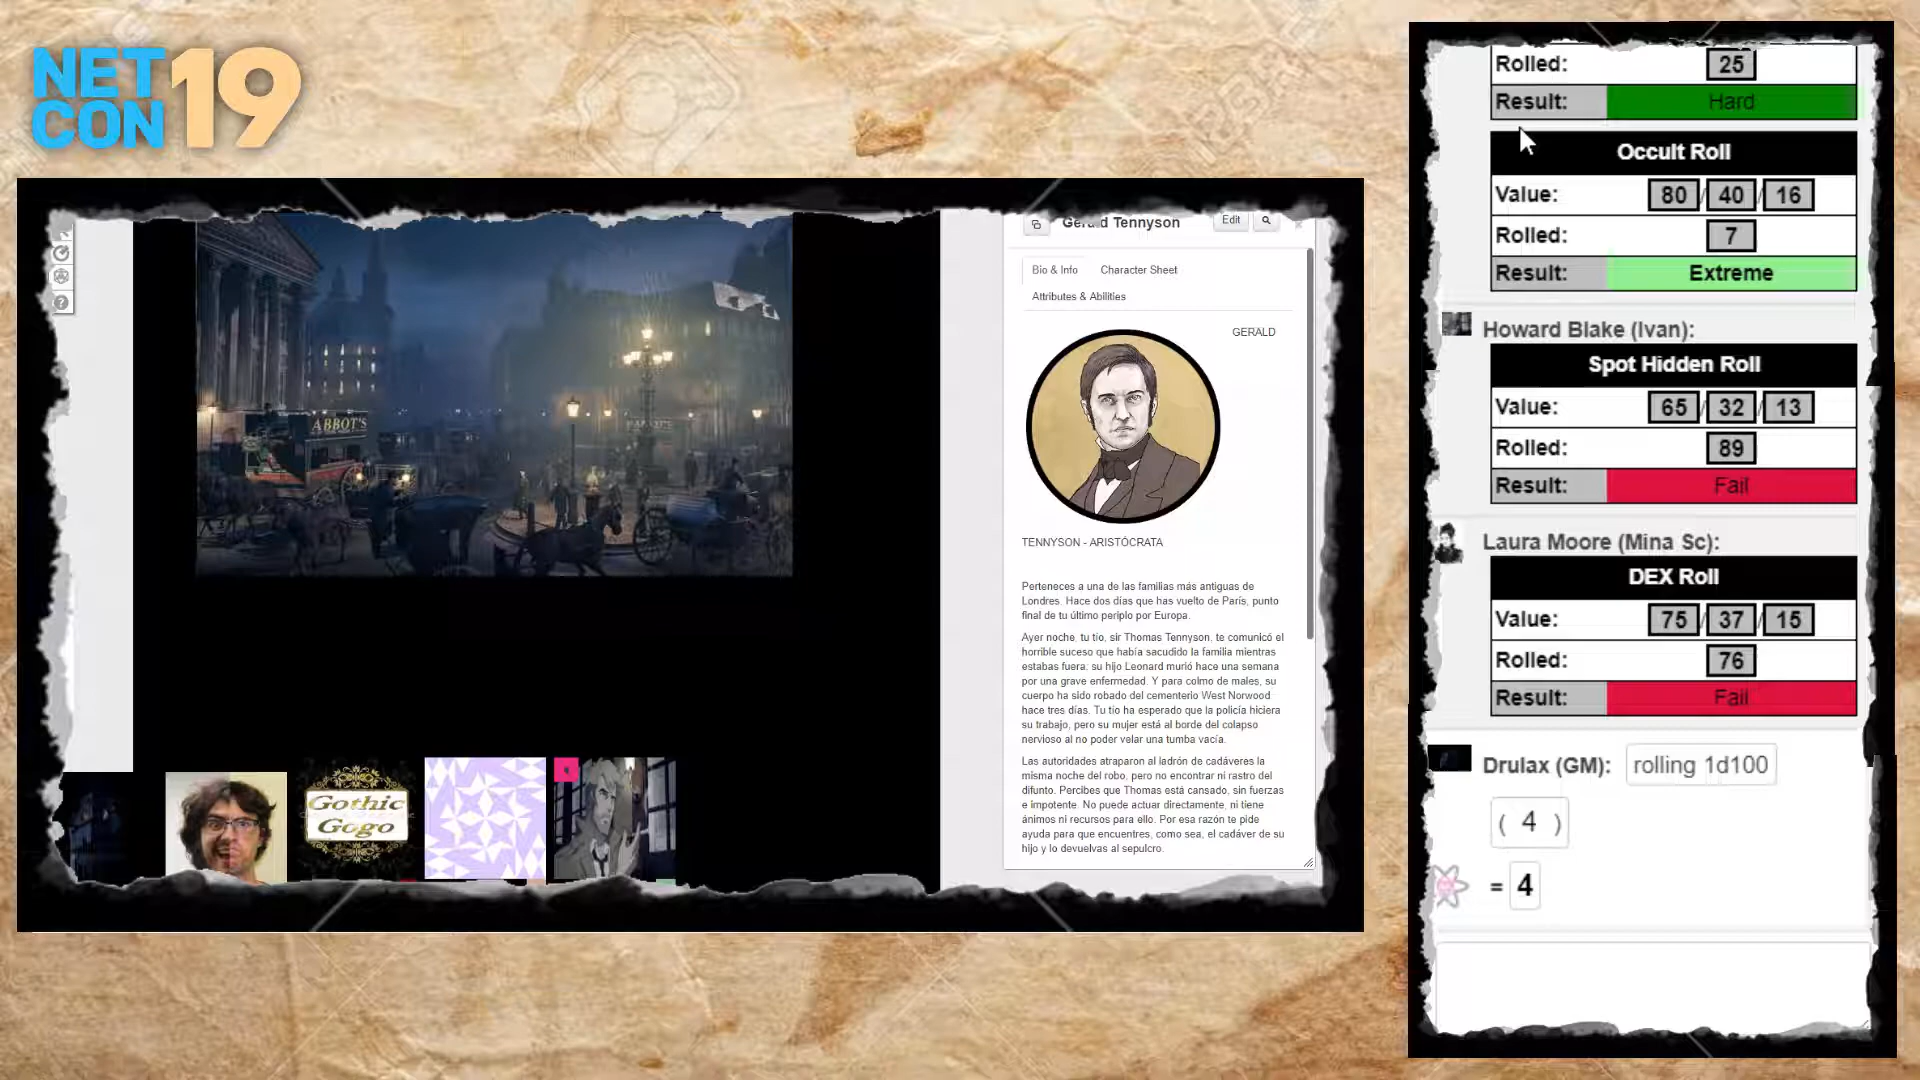 NET
CON
19
ABBOT'S
Gothic
Gogo
Gerald Tennyson
Edit
Bio & Info
Character Sheet
Attributes & Abilities
GERALD
TENNYSON - ARISTÓCRATA
Perteneces a una de las familias más antiguas de
Londres. Hace dos días que has vuelto de París, punto
final de tu último periplo por Europa.
Ayer noche, tu tío, sir Thomas Tennyson, te comunicó el
horrible suceso que había sacudido la familia mientras
estabas fuera: su hijo Leonard murió hace una semana
por una grave enfermedad. Y para colmo de males, su
cuerpo ha sido robado del cementerio West Norwood
hace tres días. Tu tío ha esperado que la policía hiciera
su trabajo, pero su mujer está al borde del colapso
nervioso al no poder velar una tumba vacía.
Las autoridades atraparon al ladrón de cadáveres la
misma noche del robo, pero no encontrar ni rastro del
difunto. Percibes que Thomas está cansado, sin fuerzas
e impotente. No puede actuar directamente, ni tiene
ánimos ni recursos para ello. Por esa razón te pide
ayuda para que encuentres, como sea, el cadáver de su
hijo y lo devuelvas al sepulcro.
Rolled: 25
Result: Hard
Occult Roll
Value: 80 / 40 / 16
Rolled: 7
Result: Extreme
Howard Blake (Ivan):
Spot Hidden Roll
Value: 65 / 32 / 13
Rolled: 89
Result: Fail
Laura Moore (Mina Sc):
DEX Roll
Value: 75 / 37 / 15
Rolled: 76
Result: Fail
Drulax (GM): rolling 1d100
( 4 )
= 4